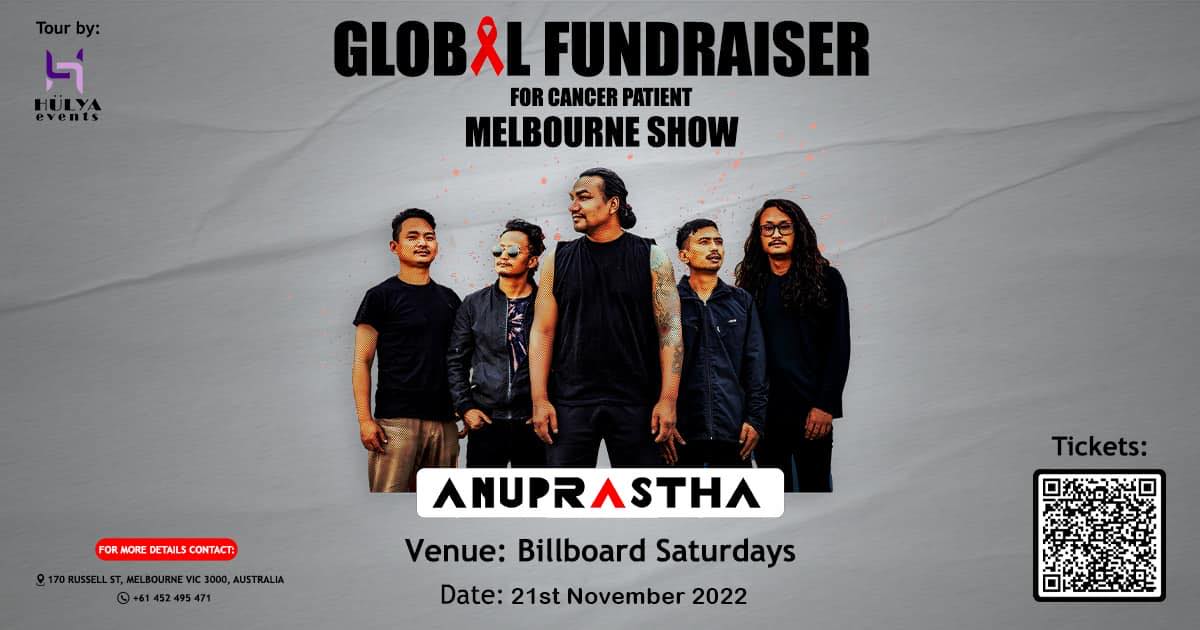 Tour by:
HÜLYA
events
GLOBAL FUNDRAISER
FOR CANCER PATIENT
MELBOURNE SHOW
ANUPRASTHA
Venue: Billboard Saturdays
Date: 21st November 2022
FOR MORE DETAILS CONTACT:
170 RUSSELL ST, MELBOURNE VIC 3000, AUSTRALIA
+61 452 495 471
Tickets: